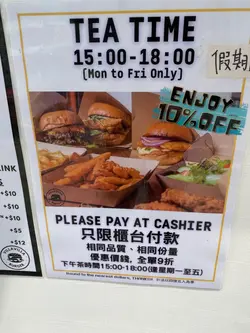 TEA TIME
15:00-18:00
(Mon to Fri Only)
假期
ENJOY
10% OFF
INK
+$10
+$10
+$5
+$12
PLEASE PAY AT CASHIER
只限櫃台付款
相同品質、相同份量
優惠價錢，全單9折
下午茶時間15:00-18:00(逢星期一至五)